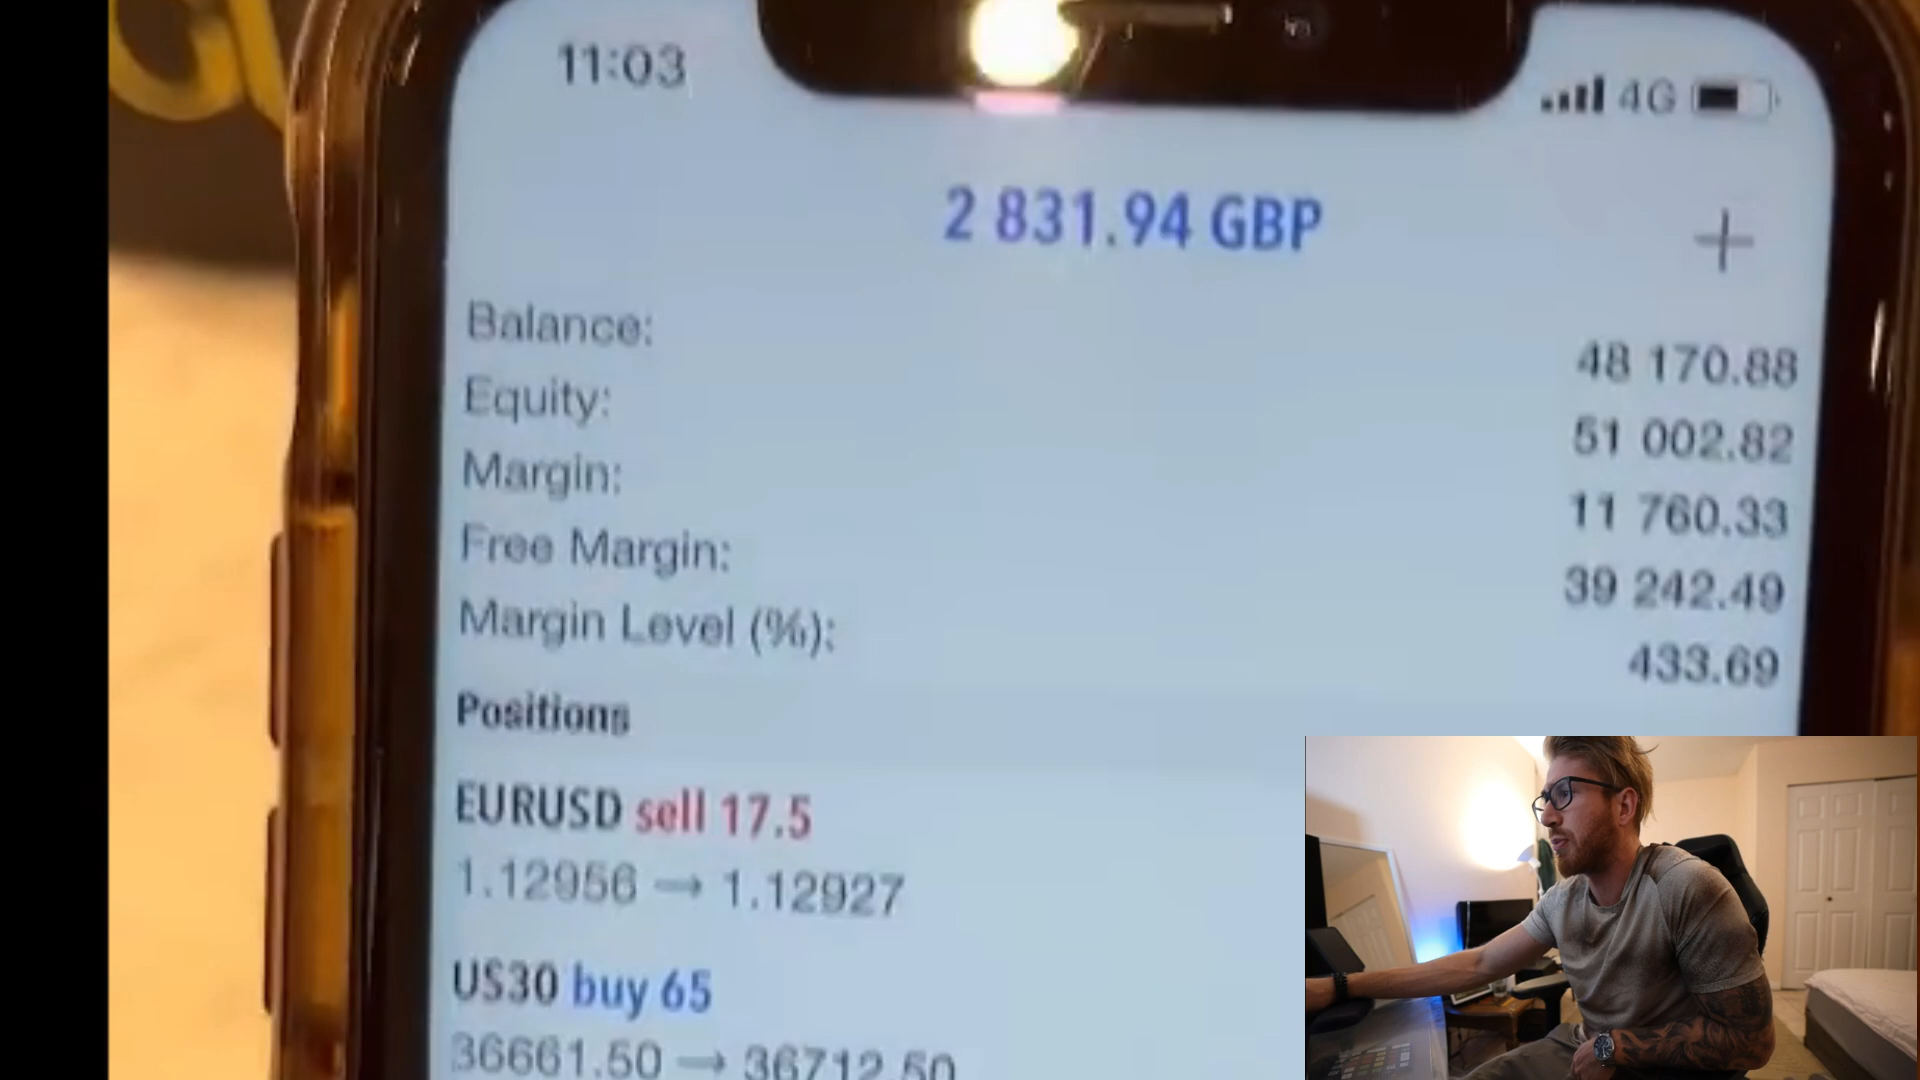 11:03
4G
2 831.94 GBP
Balance: 48 170.88
Equity: 51 002.82
Margin: 11 760.33
Free Margin: 39 242.49
Margin Level (%): 433.69
Positions
EURUSD sell 17.5
1.12956 → 1.12927
US30 buy 65
36661.50 → 36712.50